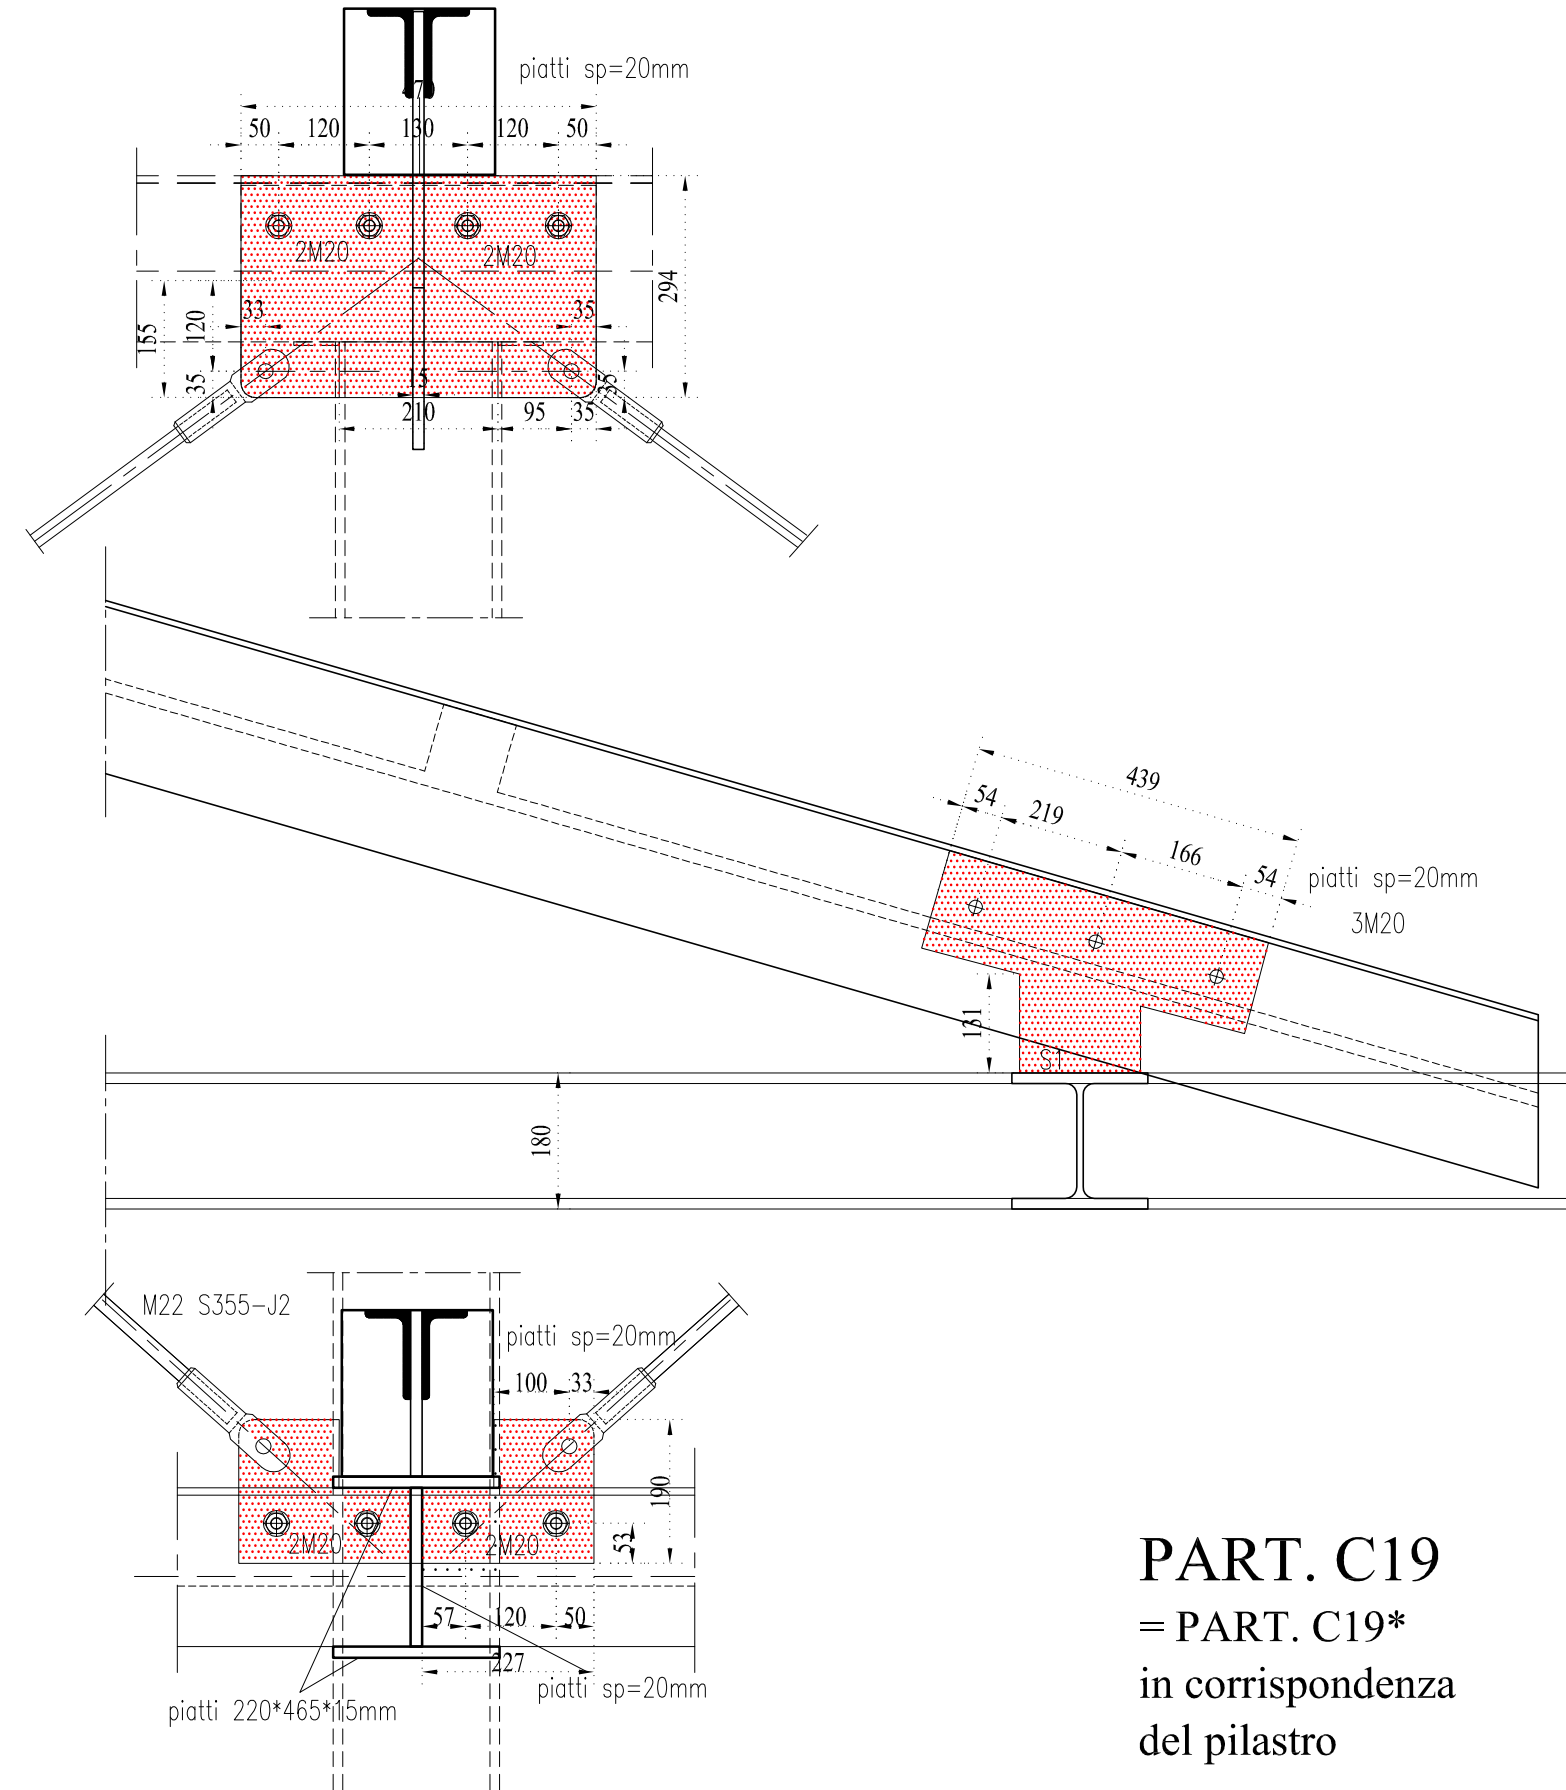 piatti sp=20mm
470
50 120 130 120 50
2M20 2M20
294
33 35
155 120
35 15 35
210 95 35
439
54 219 166 54
piatti sp=20mm
3M20
131
S1
180
M22 S355-J2
piatti sp=20mm
100 33
190
2M20 2M20
53
57 120 50
227
piatti sp=20mm
piatti 220*465*15mm
PART. C19
= PART. C19*
in corrispondenza
del pilastro